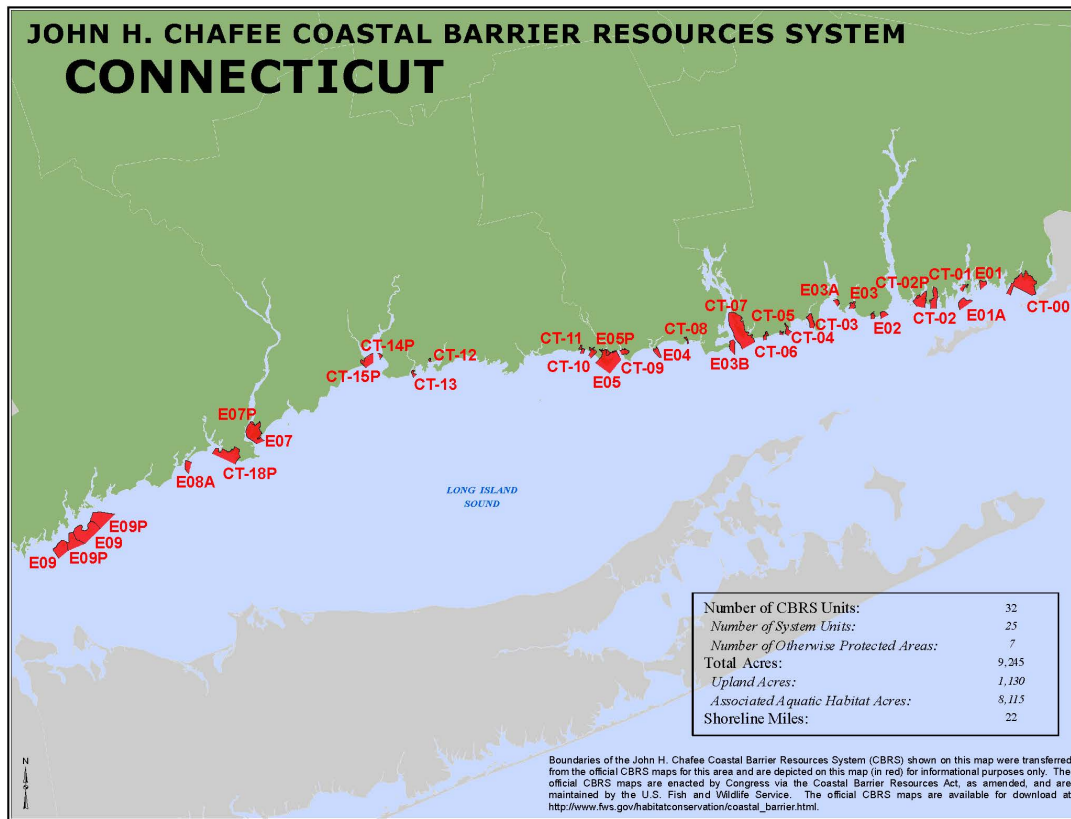 JOHN H. CHAFEE COASTAL BARRIER RESOURCES SYSTEM
CONNECTICUT
CT-02P
CT-01
E01
E03A
E03
CT-00
CT-07
CT-05
CT-03
CT-02
E01A
E02
CT-04
CT-06
E03B
CT-08
E04
CT-11
E05P
CT-10
CT-09
E05
CT-14P
CT-12
CT-15P
CT-13
E07P
E07
CT-18P
E08A
E09P
E09
E09P
E09
LONG ISLAND
SOUND
Number of CBRS Units: 32
Number of System Units: 25
Number of Otherwise Protected Areas: 7
Total Acres: 9,245
Upland Acres: 1,130
Associated Aquatic Habitat Acres: 8,115
Shoreline Miles: 22
N
Boundaries of the John H. Chafee Coastal Barrier Resources System (CBRS) shown on this map were transferred
from the official CBRS maps for this area and are depicted on this map (in red) for informational purposes only. The
official CBRS maps are enacted by Congress via the Coastal Barrier Resources Act, as amended, and are
maintained by the U.S. Fish and Wildlife Service. The official CBRS maps are available for download at
http://www.fws.gov/habitatconservation/coastal_barrier.html.